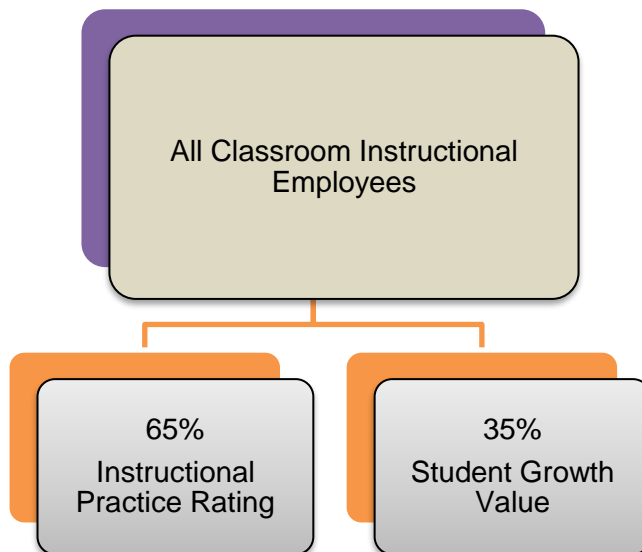 All Classroom Instructional
Employees
65%
Instructional
Practice Rating
35%
Student Growth
Value